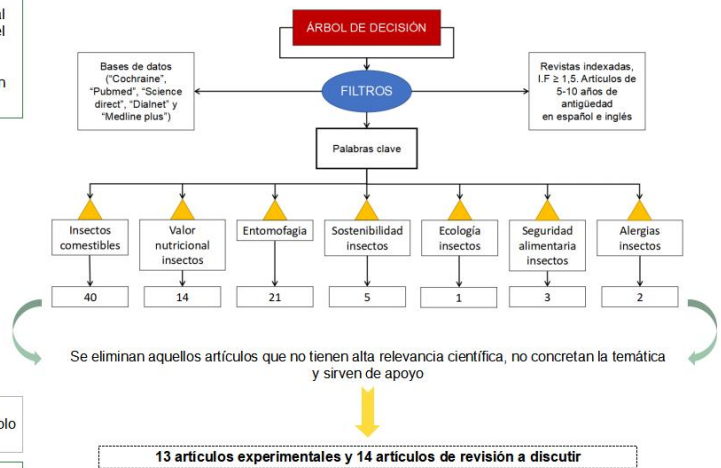 al
el
n
ÁRBOL DE DECISIÓN
Bases de datos
("Cochraine",
"Pubmed", "Science
direct", "Dialnet" y
"Medline plus")
FILTROS
Revistas indexadas,
I.F ≥ 1,5. Artículos de
5-10 años de
antigüedad
en español e inglés
Palabras clave
Insectos
comestibles
Valor
nutricional
insectos
Entomofagia
Sostenibilidad
insectos
Ecología
insectos
Seguridad
alimentaria
insectos
Alergias
insectos
40
14
21
5
1
3
2
Se eliminan aquellos artículos que no tienen alta relevancia científica, no concretan la temática
y sirven de apoyo
olo
13 artículos experimentales y 14 artículos de revisión a discutir